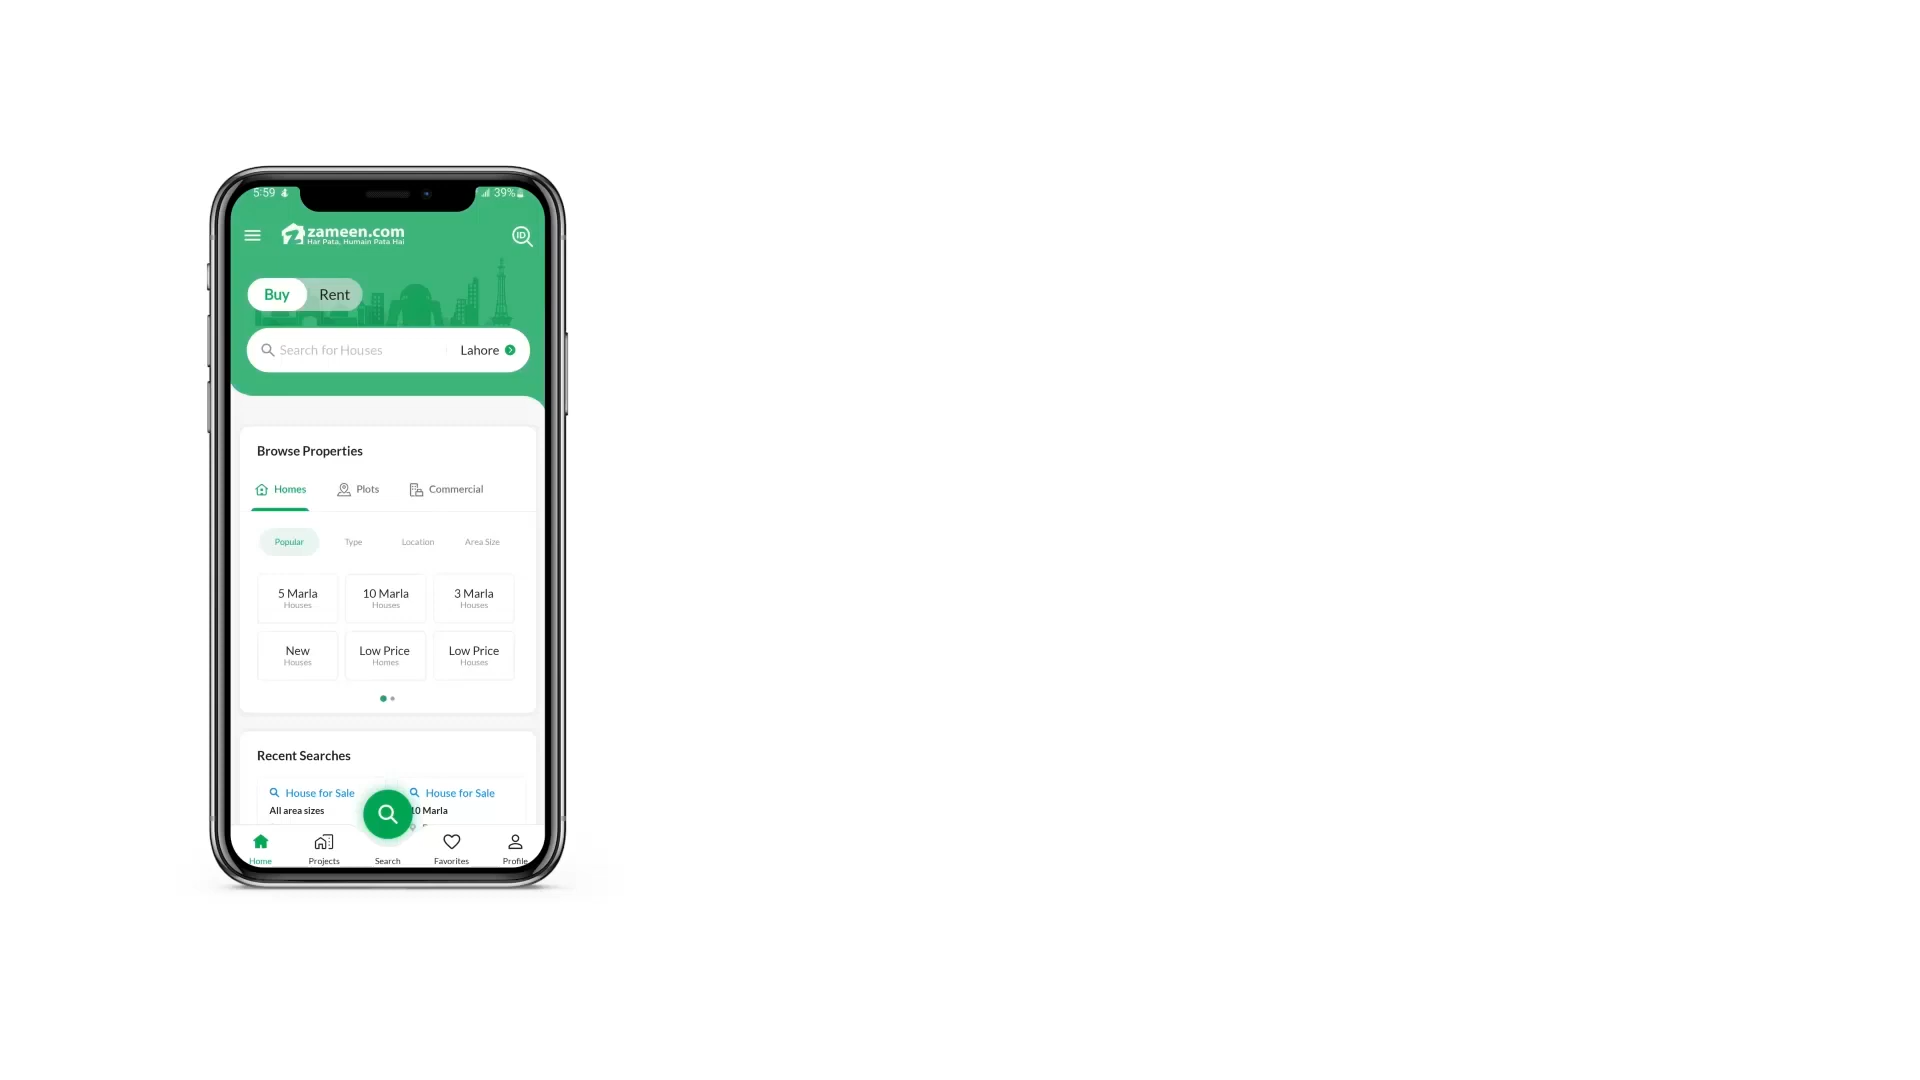 5:59 39%
zameen.com
Har Pata, Humain Pata Hai
ID
Buy Rent
Search for Houses Lahore
Browse Properties
Homes Plots Commercial
Popular Type Location Area Size
5 Marla 10 Marla 3 Marla
Houses Houses Houses
New Low Price Low Price
Houses Homes Houses
Recent Searches
House for Sale House for Sale
All area sizes 10 Marla
Home Projects Search Favorites Profile